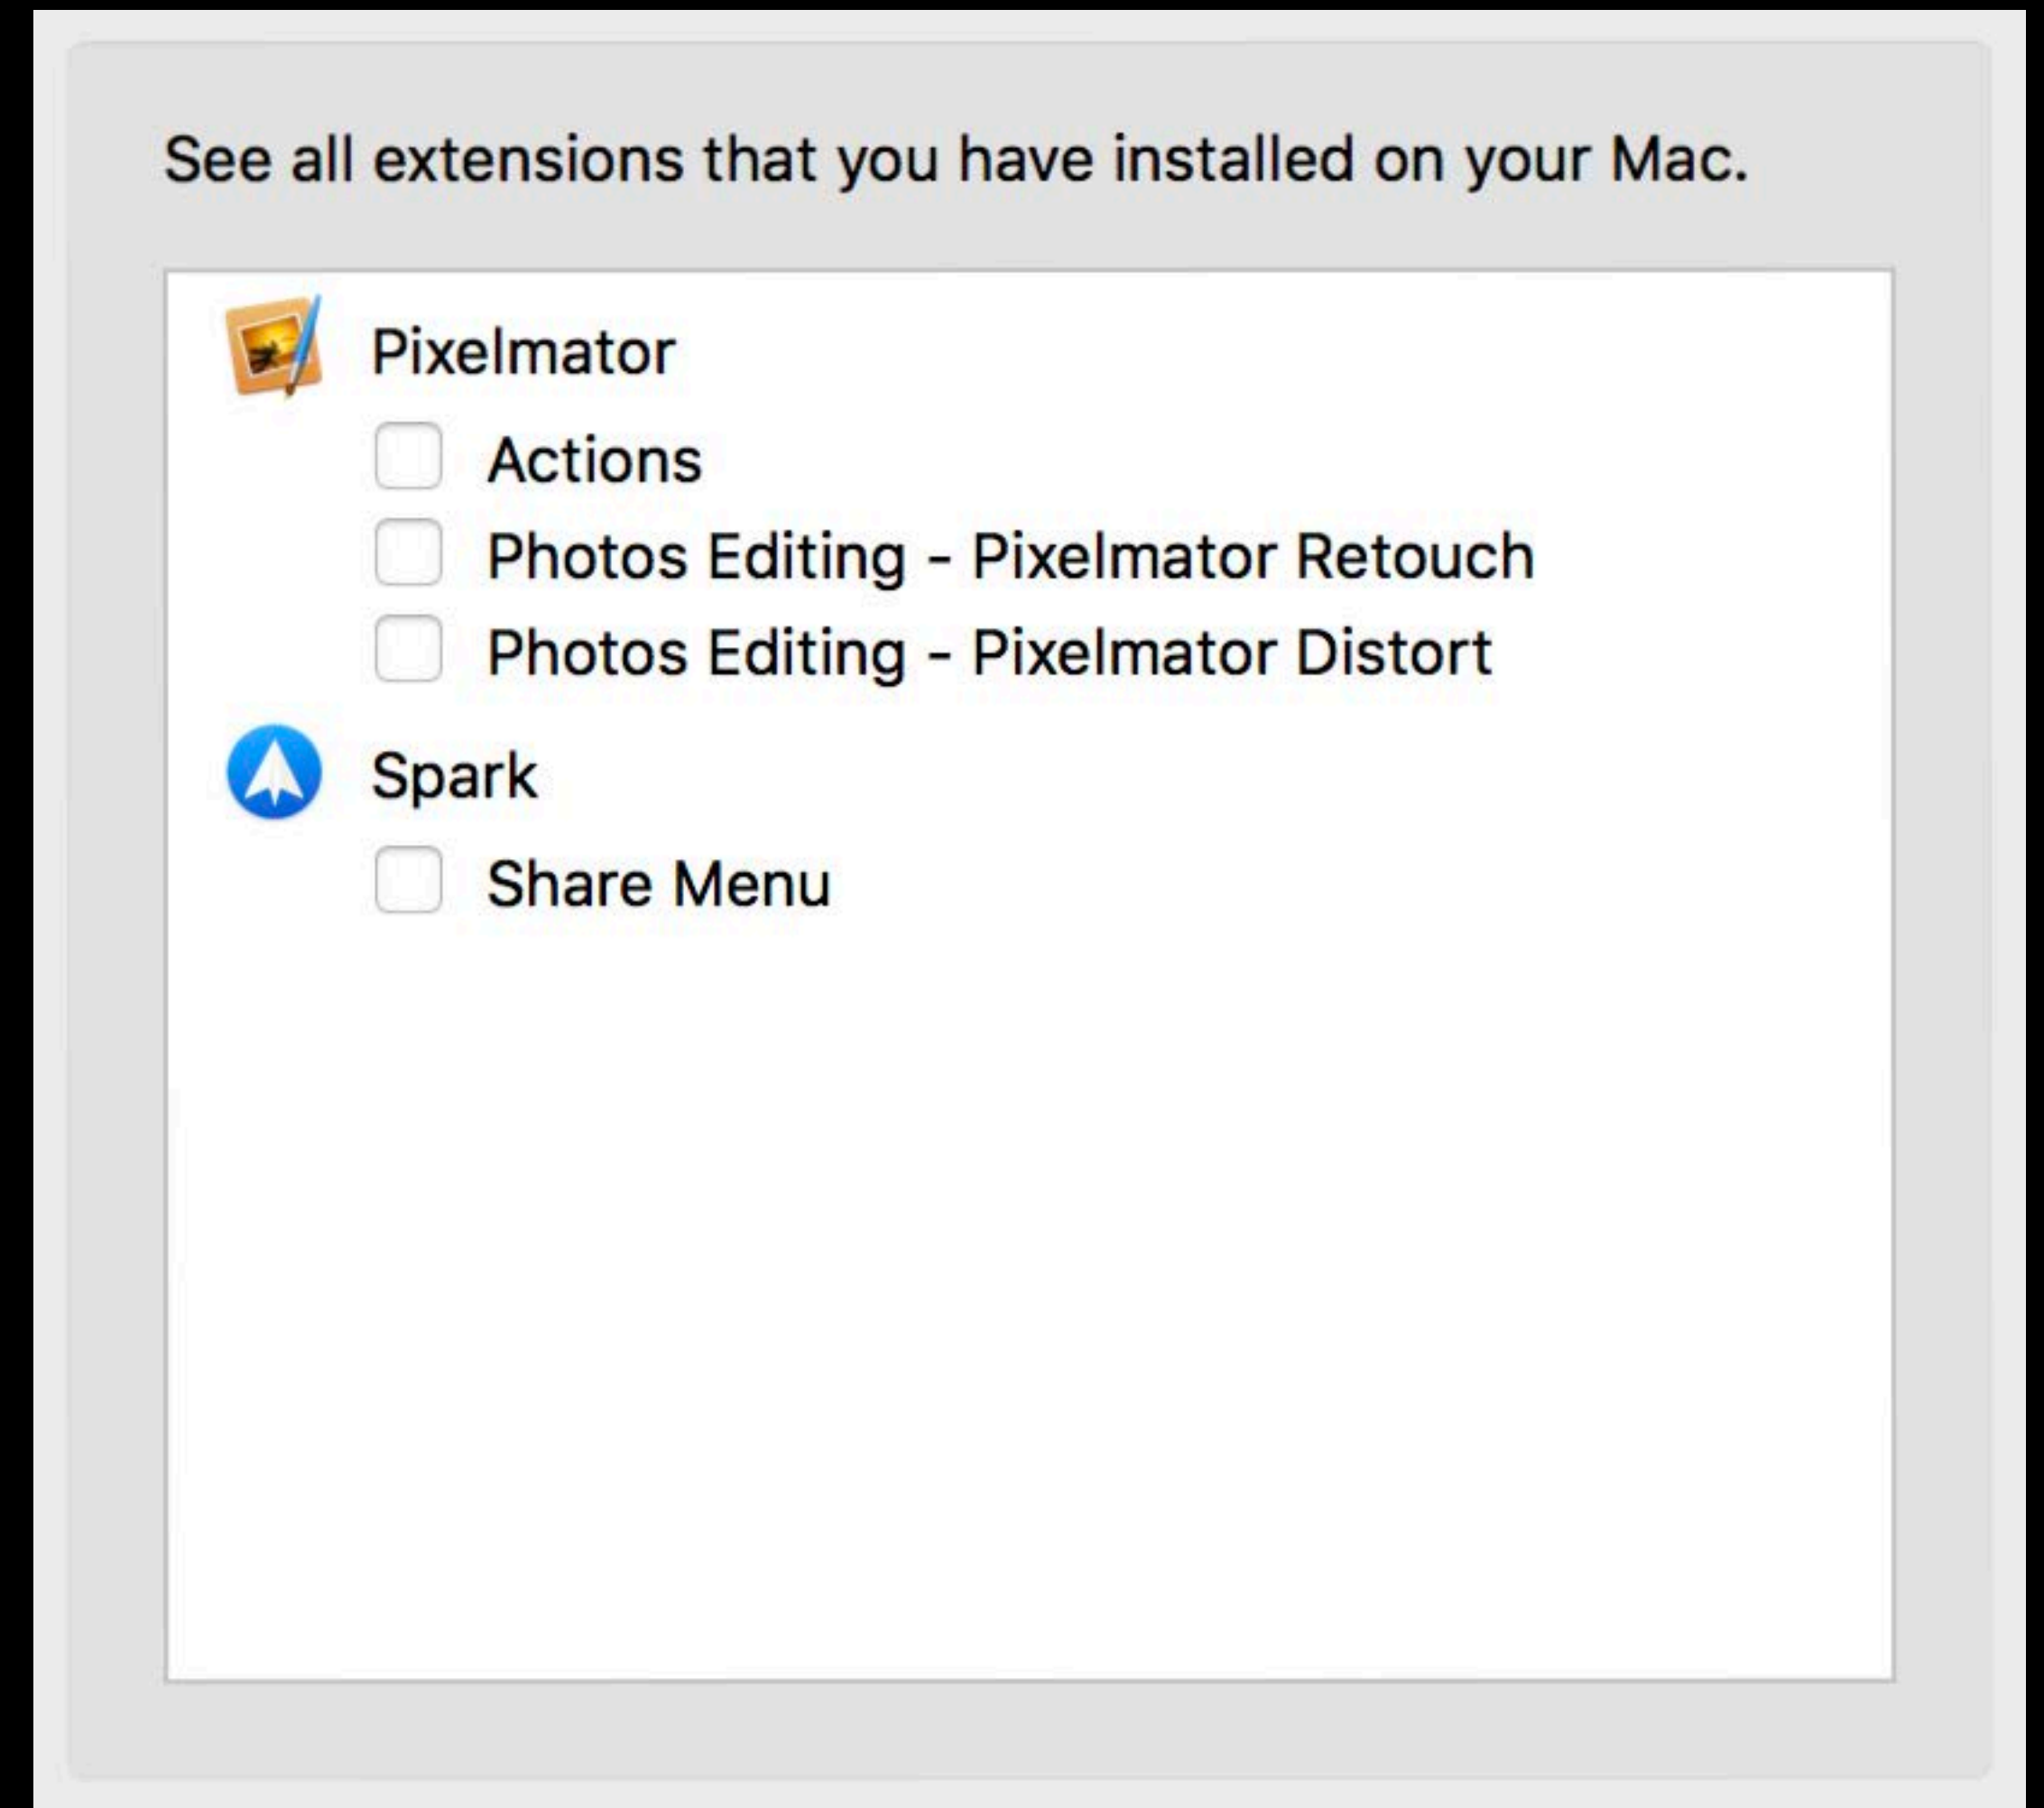 See all extensions that you have installed on your Mac.
Pixelmator
Actions
Photos Editing - Pixelmator Retouch
Photos Editing - Pixelmator Distort
Spark
Share Menu